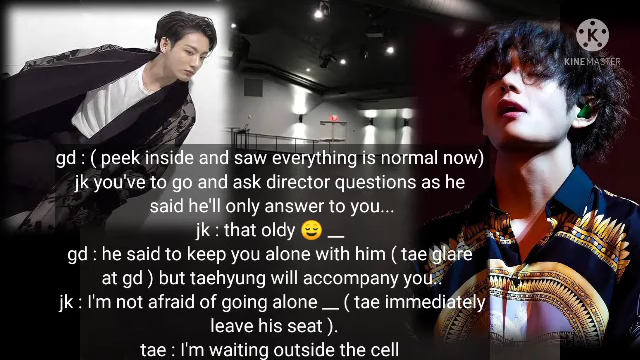 K
KINEMASTER
gd : ( peek inside and saw everything is normal now)
jk you've to go and ask director questions as he
said he'll only answer to you...
jk : that oldy 😌 __
gd : he said to keep you alone with him ( tae glare
at gd ) but taehyung will accompany you..
jk : I'm not afraid of going alone __ ( tae immediately
leave his seat ).
tae : I'm waiting outside the cell